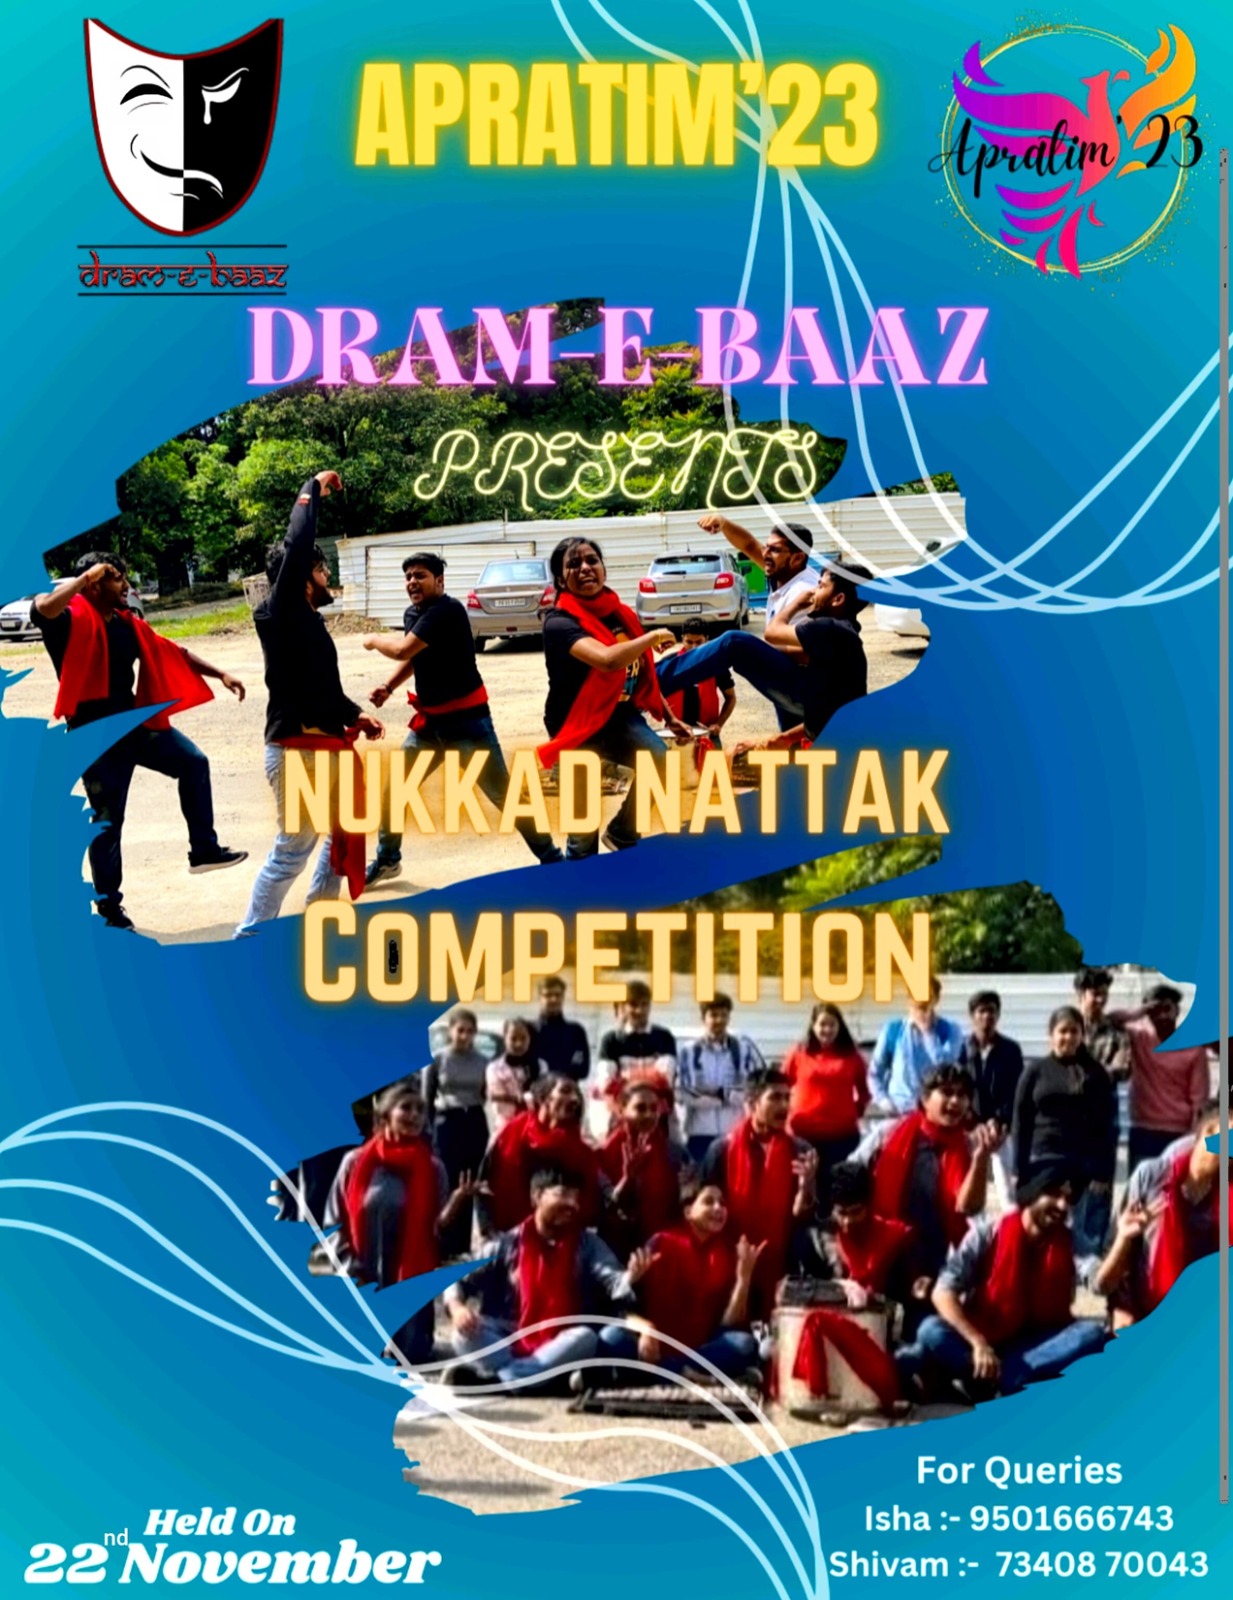 APRATIM'23
Apratim' 23
dram-e-baaz
DRAM-E-BAAZ
PRESENTS
NUKKAD NATTAK
COMPETITION
For Queries
Isha :- 9501666743
Shivam :- 73408 70043
Held On
22nd November